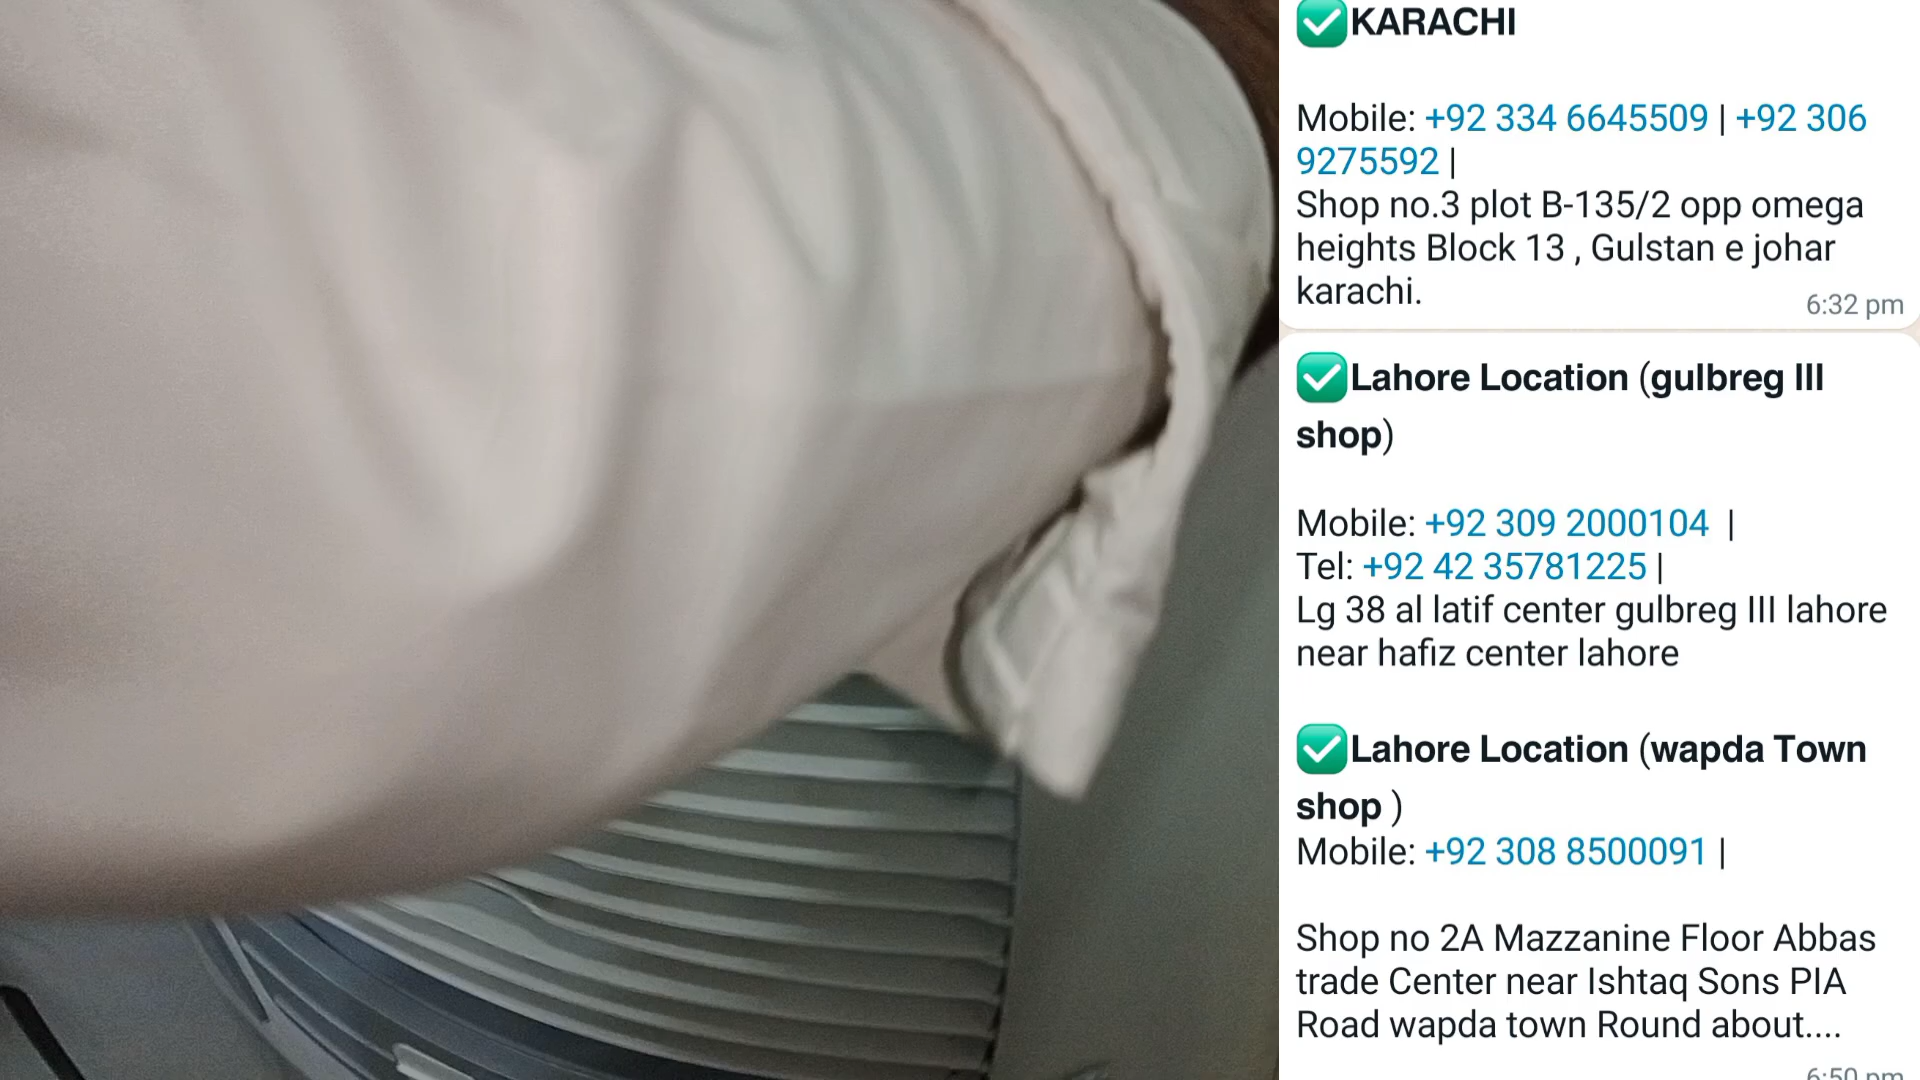 ✅KARACHI
Mobile: +92 334 6645509 | +92 306
9275592 |
Shop no.3 plot B-135/2 opp omega
heights Block 13 , Gulstan e johar
karachi.
6:32 pm
✅Lahore Location (gulbreg III
shop)
Mobile: +92 309 2000104 |
Tel: +92 42 35781225 |
Lg 38 al latif center gulbreg III lahore
near hafiz center lahore
✅Lahore Location (wapda Town
shop )
Mobile: +92 308 8500091 |
Shop no 2A Mazzanine Floor Abbas
trade Center near Ishtaq Sons PIA
Road wapda town Round about....
6:50 pm